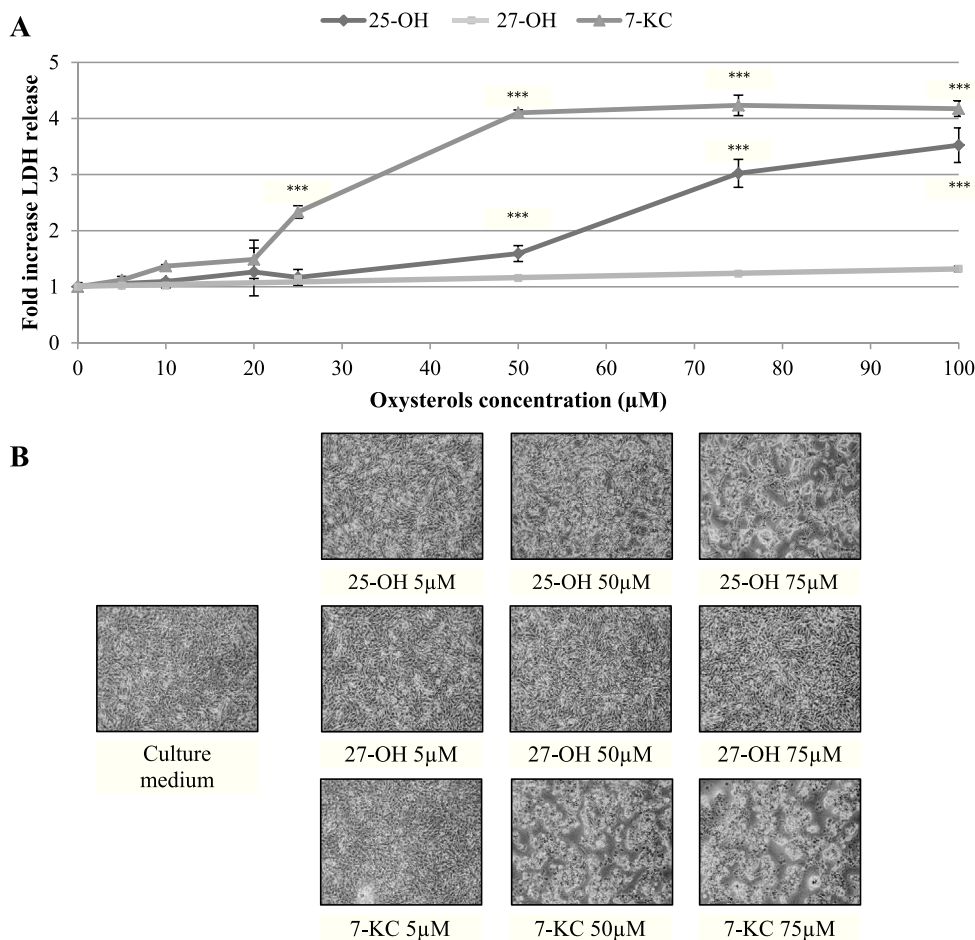 A
25-OH 27-OH 7-KC
Fold increase LDH release
5
4
3
2
1
0
*** *** ***
*** ***
*** ***
0 10 20 30 40 50 60 70 80 90 100
Oxysterols concentration (µM)
B
25-OH 5µM 25-OH 50µM 25-OH 75µM
Culture
medium
27-OH 5µM 27-OH 50µM 27-OH 75µM
7-KC 5µM 7-KC 50µM 7-KC 75µM